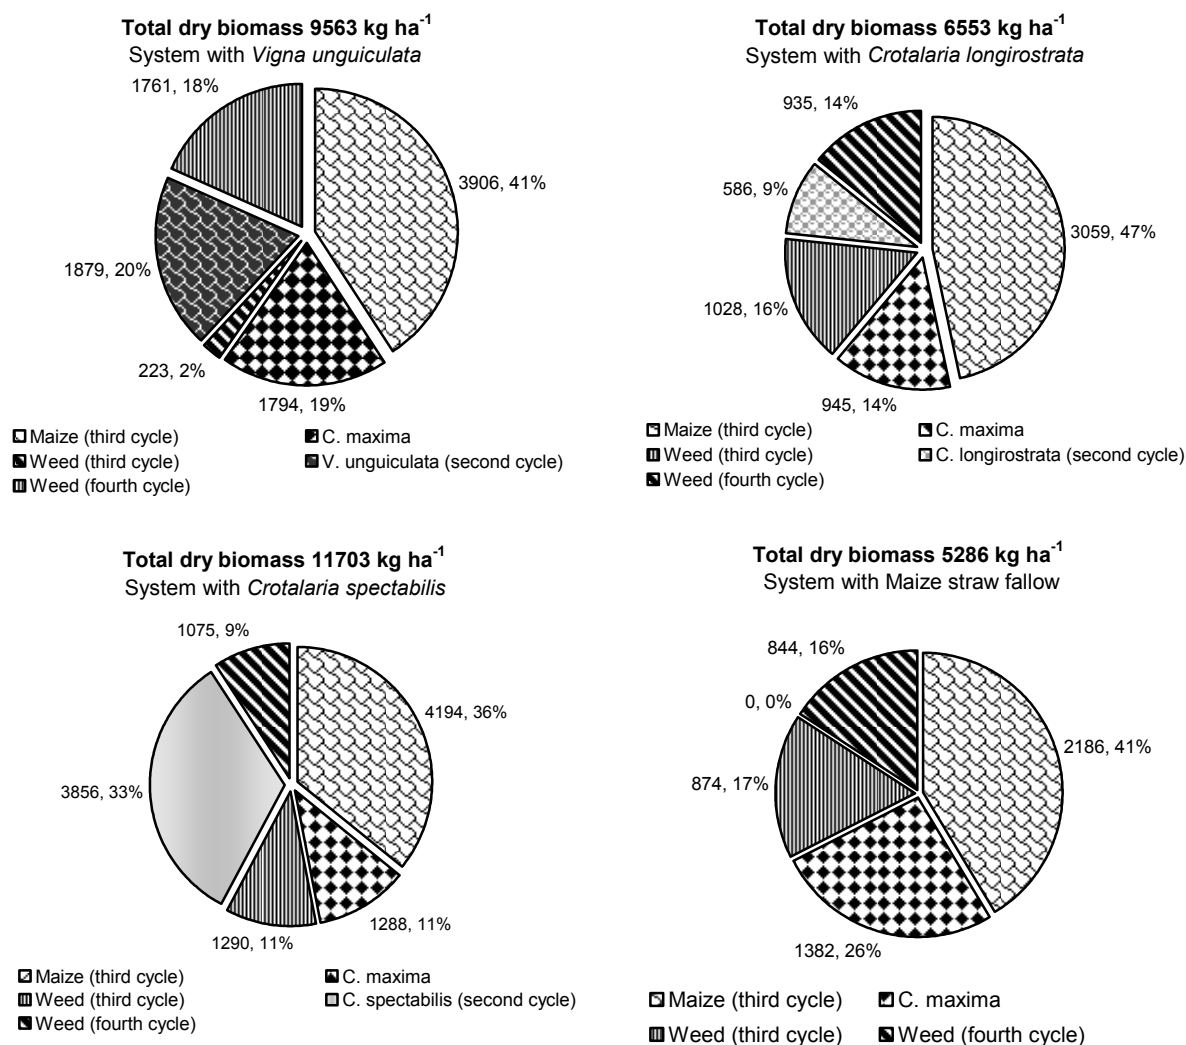 Total dry biomass 9563 kg ha-1
System with Vigna unguiculata
1761, 18%
3906, 41%
1879, 20%
223, 2%
1794, 19%
Maize (third cycle)
C. maxima
Weed (third cycle)
V. unguiculata (second cycle)
Weed (fourth cycle)
Total dry biomass 6553 kg ha-1
System with Crotalaria longirostrata
935, 14%
586, 9%
3059, 47%
1028, 16%
945, 14%
Maize (third cycle)
C. maxima
Weed (third cycle)
C. longirostrata (second cycle)
Weed (fourth cycle)
Total dry biomass 11703 kg ha-1
System with Crotalaria spectabilis
1075, 9%
4194, 36%
3856, 33%
1288, 11%
1290, 11%
Maize (third cycle)
C. maxima
Weed (third cycle)
C. spectabilis (second cycle)
Weed (fourth cycle)
Total dry biomass 5286 kg ha-1
System with Maize straw fallow
844, 16%
0, 0%
2186, 41%
874, 17%
1382, 26%
Maize (third cycle)
C. maxima
Weed (third cycle)
Weed (fourth cycle)